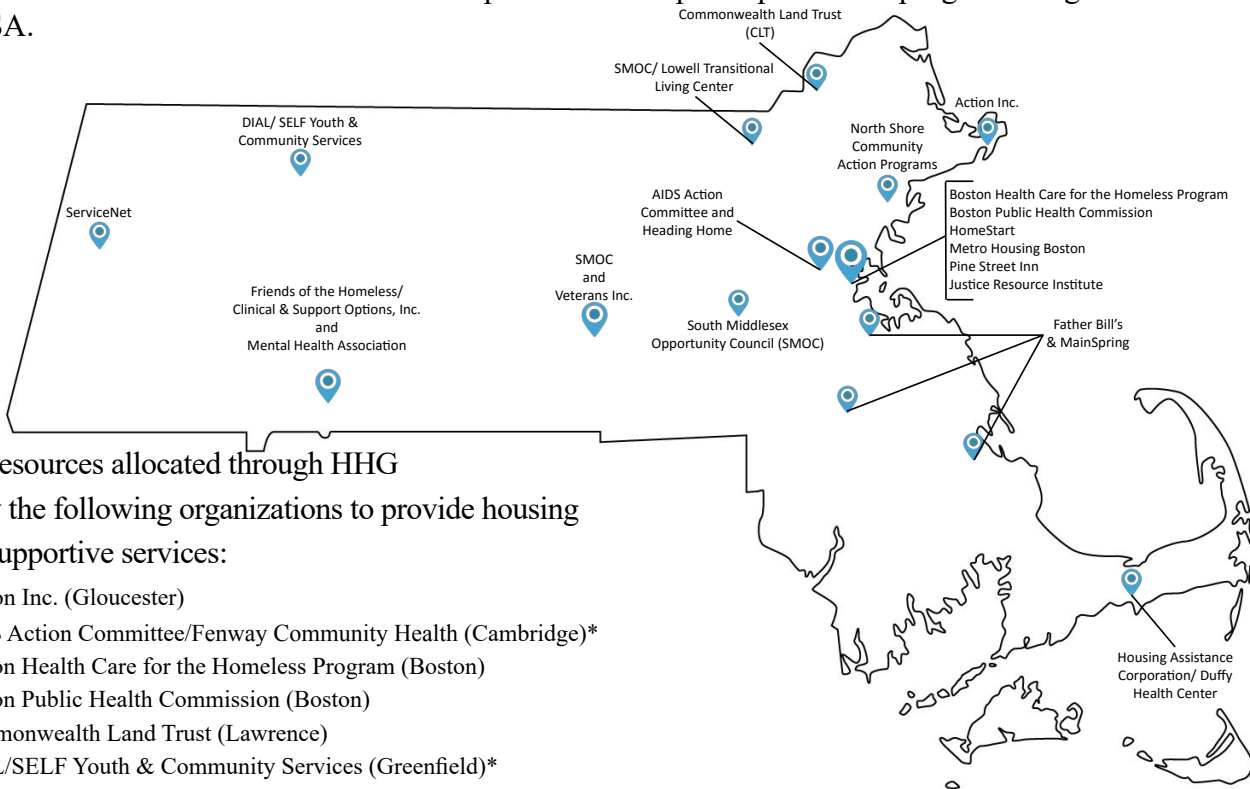 SA.
Commonwealth Land Trust
(CLT)
SMOC/ Lowell Transitional
Living Center
Action Inc.
DIAL/ SELF Youth &
Community Services
North Shore
Community
Action Programs
AIDS Action
Committee and
Heading Home
Boston Health Care for the Homeless Program
Boston Public Health Commission
HomeStart
Metro Housing Boston
Pine Street Inn
Justice Resource Institute
ServiceNet
SMOC
and
Veterans Inc.
Friends of the Homeless/
Clinical & Support Options, Inc.
and
Mental Health Association
South Middlesex
Opportunity Council (SMOC)
Father Bill's
& MainSpring
esources allocated through HHG
the following organizations to provide housing
upportive services:
on Inc. (Gloucester)
Action Committee/Fenway Community Health (Cambridge)*
on Health Care for the Homeless Program (Boston)
on Public Health Commission (Boston)
monwealth Land Trust (Lawrence)
L/SELF Youth & Community Services (Greenfield)*
Housing Assistance
Corporation/ Duffy
Health Center